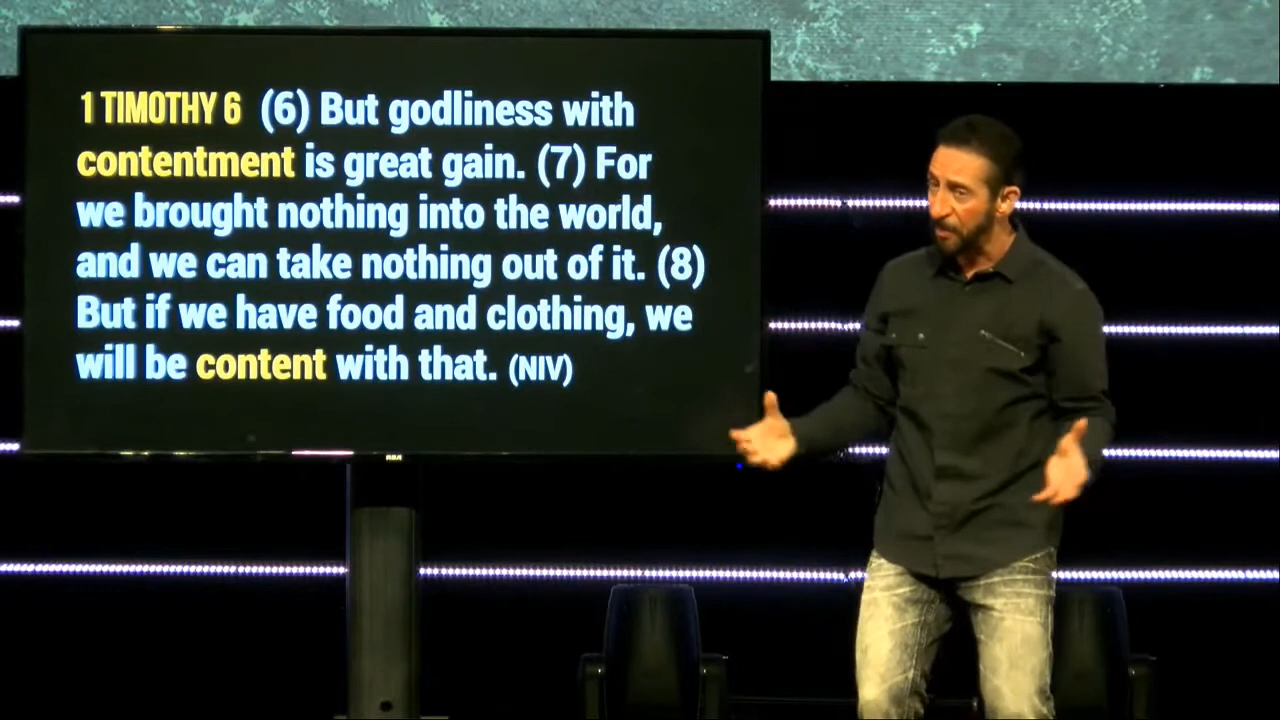 1 TIMOTHY 6 (6) But godliness with
contentment is great gain. (7) For
we brought nothing into the world,
and we can take nothing out of it. (8)
But if we have food and clothing, we
will be content with that. (NIV)
RCA